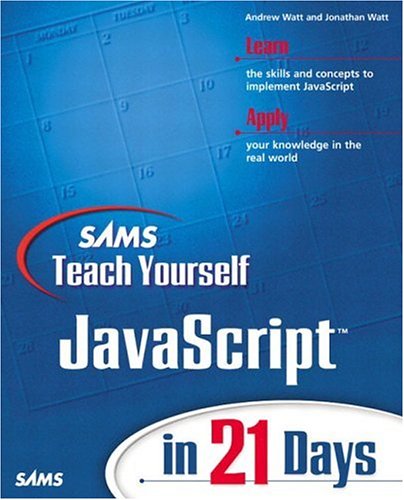 Andrew Watt and Jonathan Watt
Learn
the skills and concepts to
implement JavaScript
Apply
your knowledge in the
real world
SAMS
Teach Yourself
JavaScript™
in 21 Days
SAMS